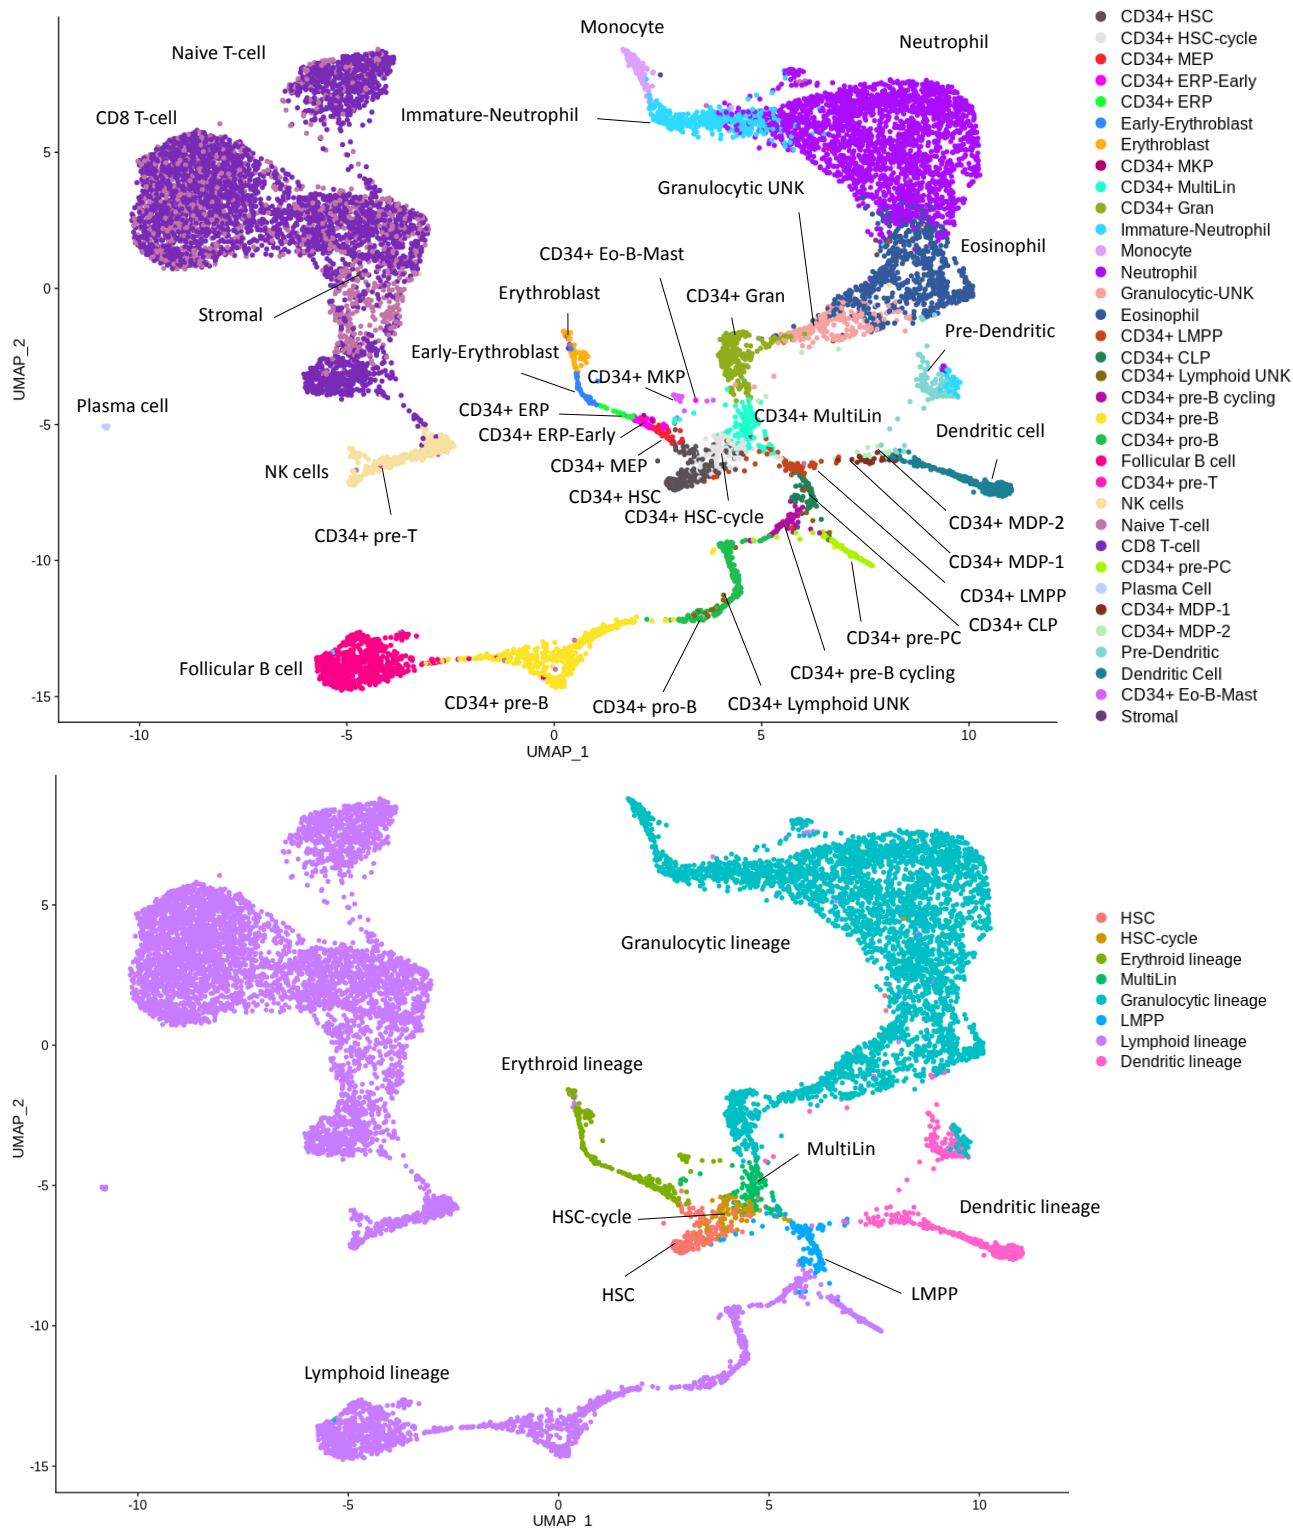 Monocyte
Neutrophil
Naive T-cell
CD8 T-cell
Immature-Neutrophil
Granulocytic UNK
Eosinophil
CD34+ Eo-B-Mast
Erythroblast
CD34+ Gran
Stromal
Pre-Dendritic
Early-Erythroblast
CD34+ MKP
Plasma cell
CD34+ ERP
CD34+ MultiLin
CD34+ ERP-Early
Dendritic cell
CD34+ MEP
NK cells
CD34+ HSC
CD34+ HSC-cycle
CD34+ MDP-2
CD34+ pre-T
CD34+ MDP-1
CD34+ LMPP
CD34+ CLP
CD34+ pre-PC
Follicular B cell
CD34+ pre-B cycling
CD34+ pre-B
CD34+ pro-B
CD34+ Lymphoid UNK
5
0
-5
-10
-15
UMAP_2
-10
-5
0
5
10
UMAP_1
CD34+ HSC
CD34+ HSC-cycle
CD34+ MEP
CD34+ ERP-Early
CD34+ ERP
Early-Erythroblast
Erythroblast
CD34+ MKP
CD34+ MultiLin
CD34+ Gran
Immature-Neutrophil
Monocyte
Neutrophil
Granulocytic-UNK
Eosinophil
CD34+ LMPP
CD34+ CLP
CD34+ Lymphoid UNK
CD34+ pre-B cycling
CD34+ pre-B
CD34+ pro-B
Follicular B cell
CD34+ pre-T
NK cells
Naive T-cell
CD8 T-cell
CD34+ pre-PC
Plasma Cell
CD34+ MDP-1
CD34+ MDP-2
Pre-Dendritic
Dendritic Cell
CD34+ Eo-B-Mast
Stromal
Granulocytic lineage
Erythroid lineage
MultiLin
HSC-cycle
Dendritic lineage
HSC
LMPP
Lymphoid lineage
5
0
-5
-10
-15
UMAP_2
-10
-5
0
5
10
UMAP_1
HSC
HSC-cycle
Erythroid lineage
MultiLin
Granulocytic lineage
LMPP
Lymphoid lineage
Dendritic lineage